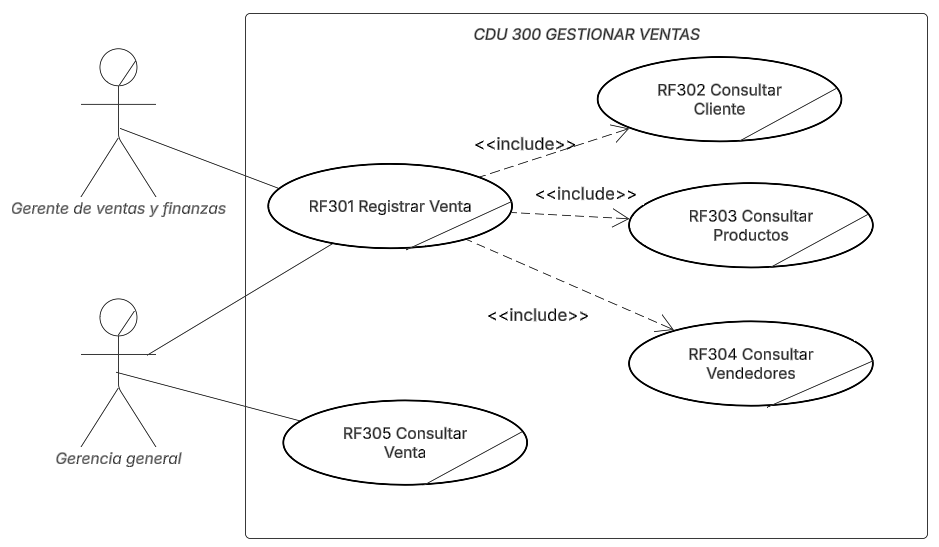 CDU 300 GESTIONAR VENTAS
RF302 Consultar
Cliente
<<include>>
<<include>>
RF301 Registrar Venta
Gerente de ventas y finanzas
RF303 Consultar
Productos
<<include>>
RF304 Consultar
Vendedores
RF305 Consultar
Venta
Gerencia general